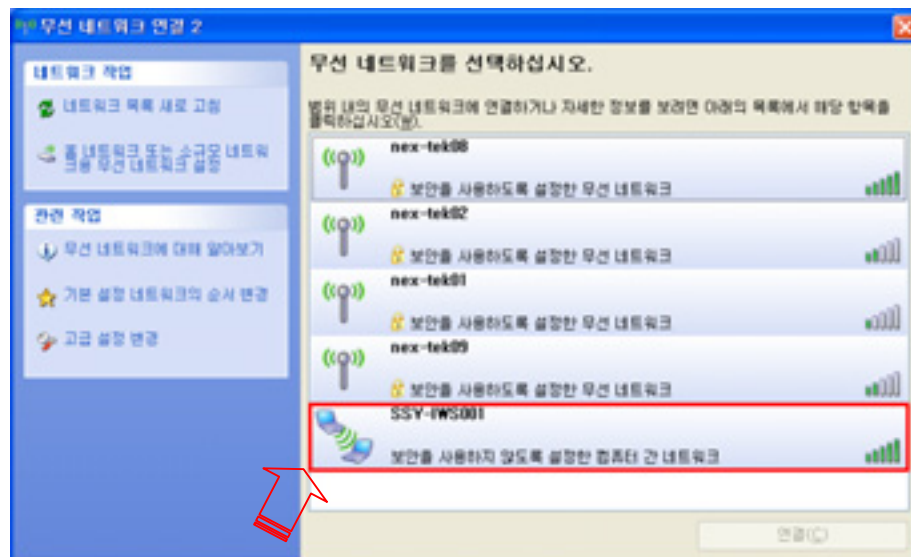 무선 네트워크 연결 2
네트워크 작업
네트워크 목록 새로 고침
홈 네트워크 또는 소규모 네트워
크용 무선 네트워크 설정
관련 작업
무선 네트워크에 대해 알아보기
기본 설정 네트워크의 순서 변경
고급 설정 변경
무선 네트워크를 선택하십시오.
범위 내의 무선 네트워크에 연결하거나 자세한 정보를 보려면 아래의 목록에서 해당 항목을
클릭하십시오(W).
nex-tek08
보안을 사용하도록 설정한 무선 네트워크
nex-tek02
보안을 사용하도록 설정한 무선 네트워크
nex-tek01
보안을 사용하도록 설정한 무선 네트워크
nex-tek09
보안을 사용하도록 설정한 무선 네트워크
SSY-IWS001
보안을 사용하지 않도록 설정한 컴퓨터 간 네트워크
연결(C)